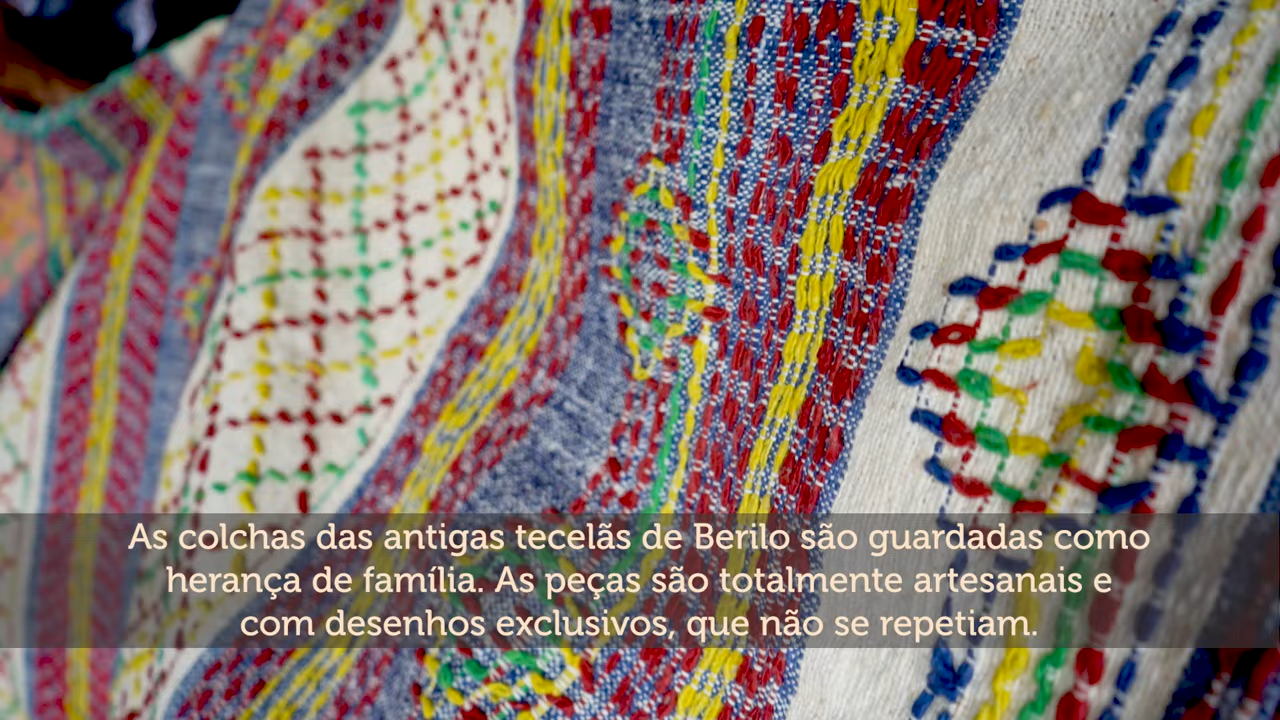 As colchas das antigas tecelãs de Berilo são guardadas como
herança de família. As peças são totalmente artesanais e
com desenhos exclusivos, que não se repetiam.